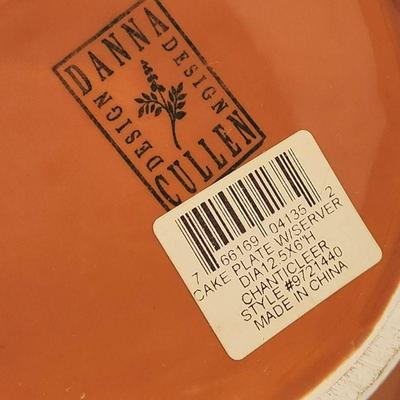 DANNA
DESIGN
DESIGN
CULLEN
7 66169 04135 2
CAKE PLATE W/SERVER
DIA12.5X6"H
CHANTICLEER
STYLE #9721440
MADE IN CHINA